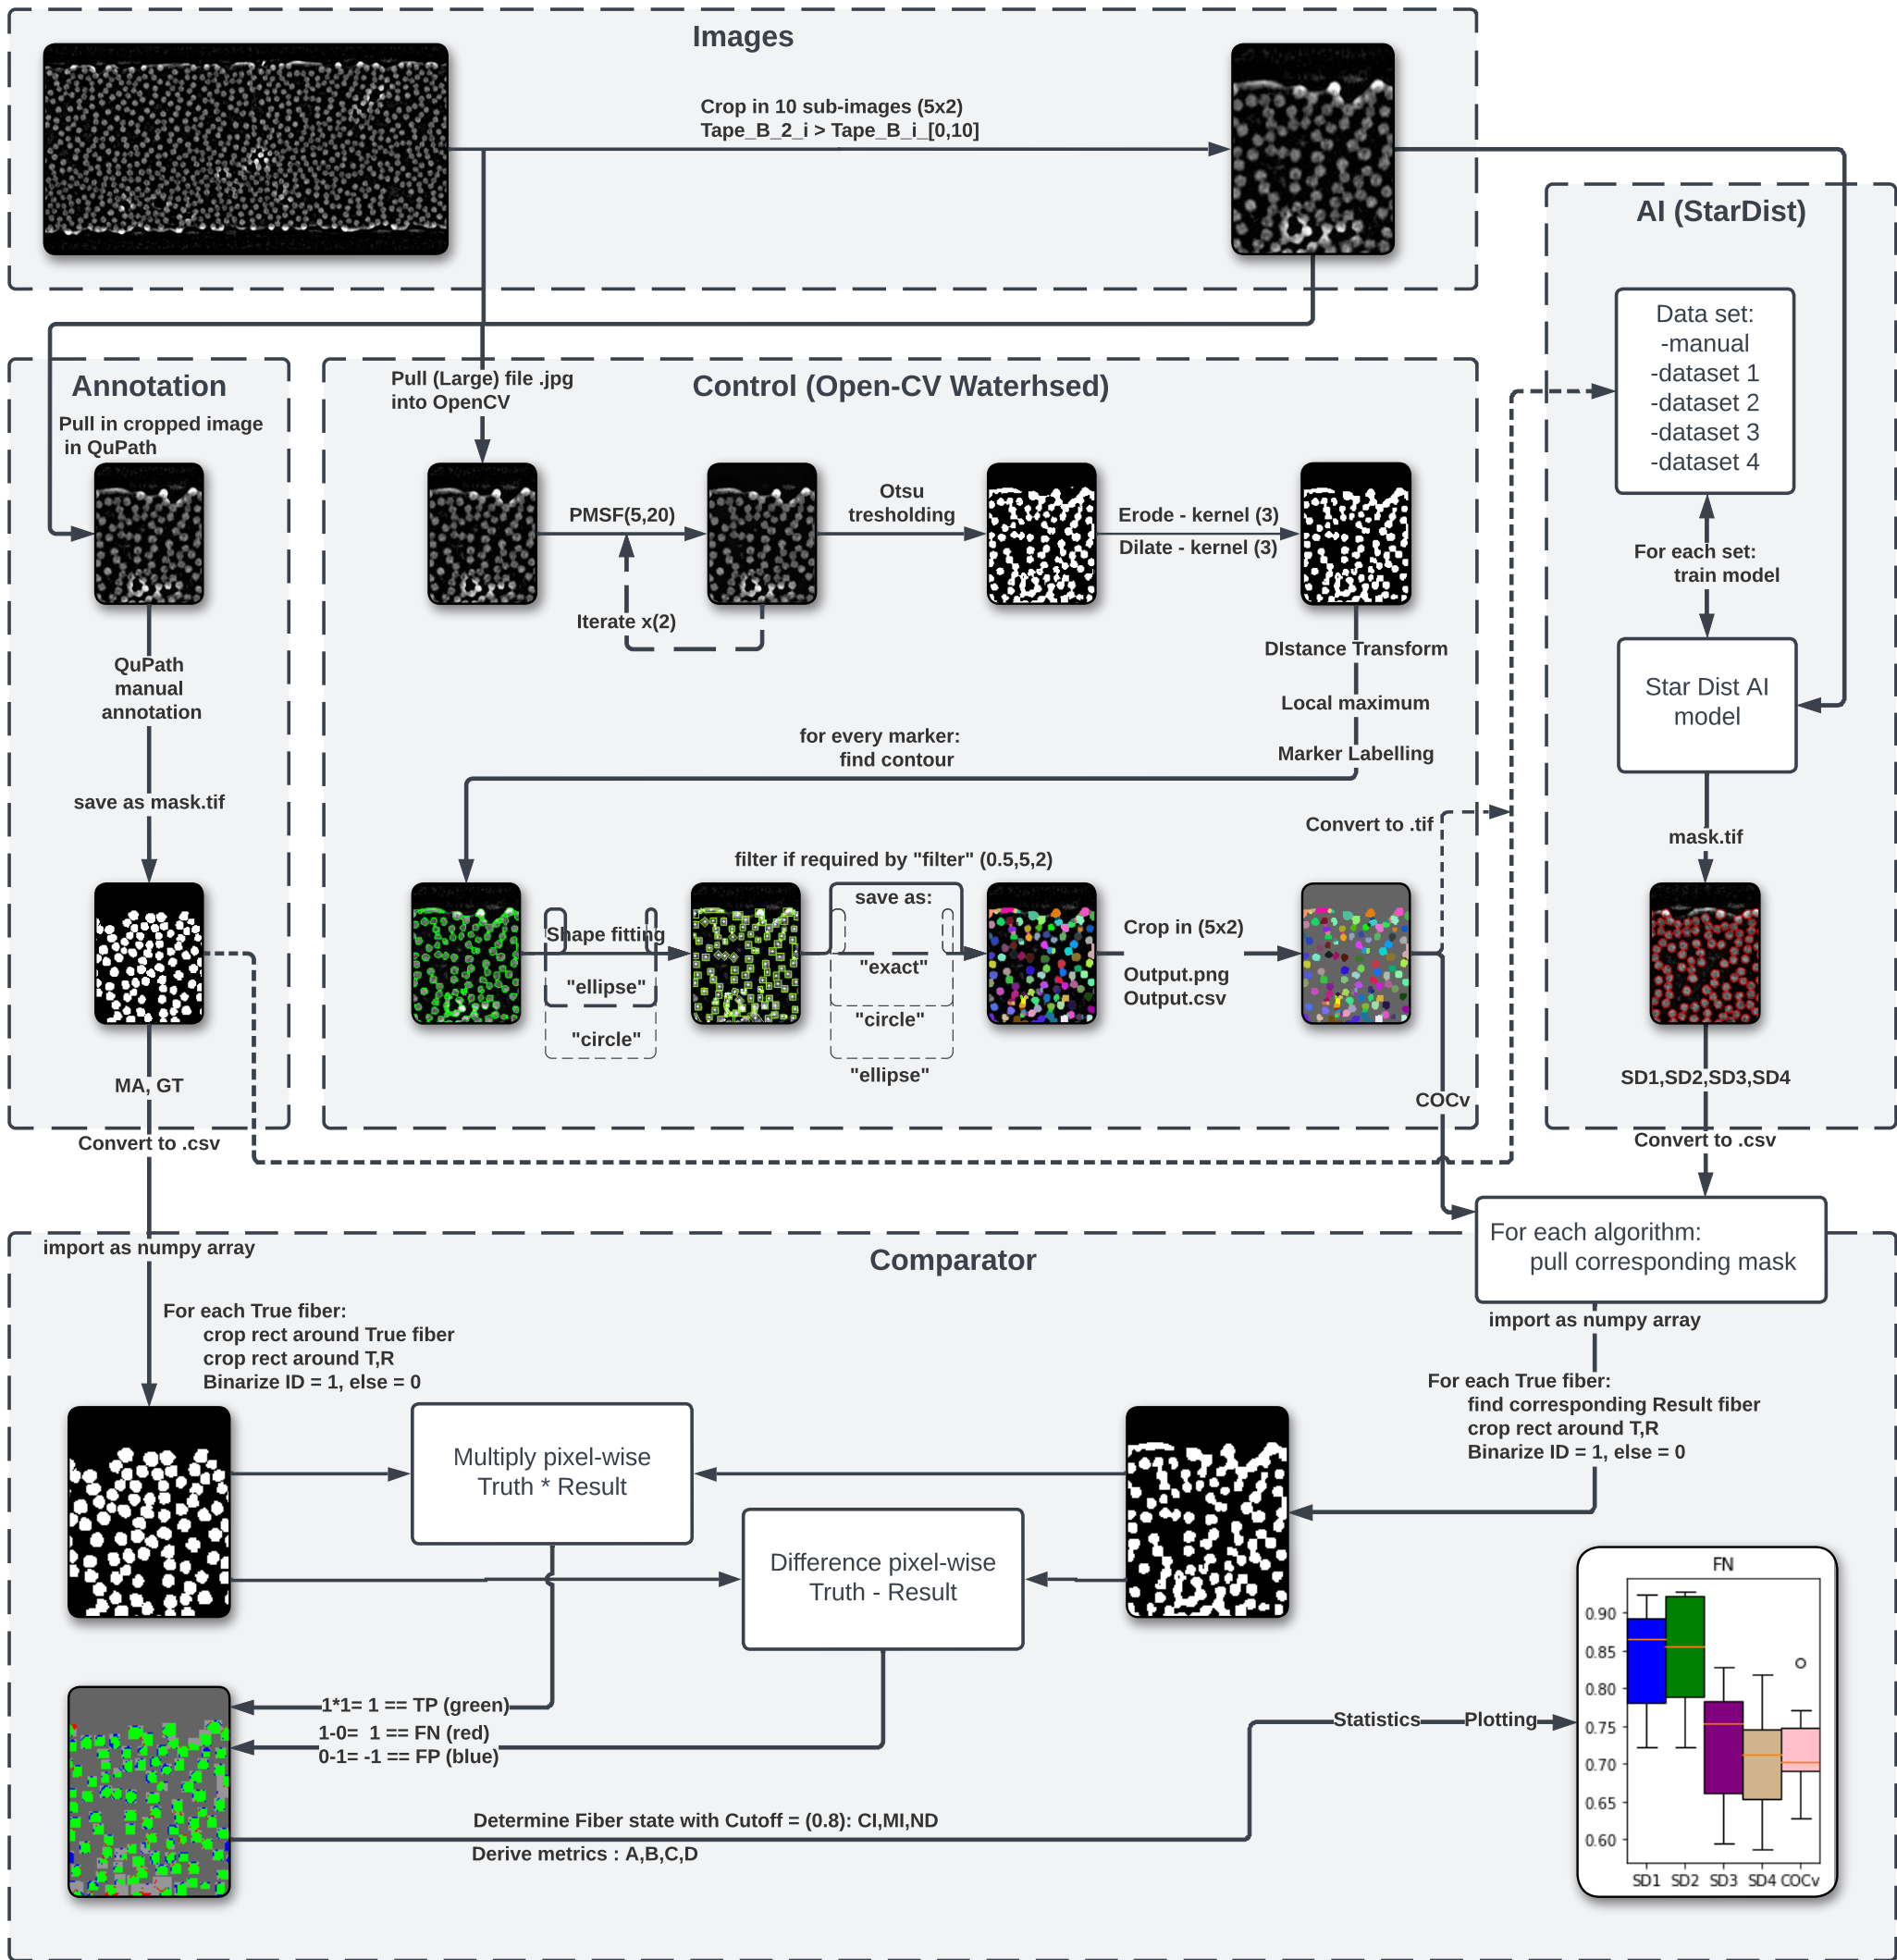 Images
Crop in 10 sub-images (5x2)
Tape_B_2_i > Tape_B_i_[0,10]
AI (StarDist)
Data set:
-manual
-dataset 1
-dataset 2
-dataset 3
-dataset 4
For each set:
train model
Star Dist AI
model
mask.tif
SD1,SD2,SD3,SD4
Convert to .csv
Annotation
Pull in cropped image
in QuPath
QuPath
manual
annotation
save as mask.tif
MA, GT
Convert to .csv
Control (Open-CV Waterhsed)
Pull (Large) file .jpg
into OpenCV
PMSF(5,20)
Iterate x(2)
Otsu
tresholding
Erode - kernel (3)
Dilate - kernel (3)
DIstance Transform
Local maximum
Marker Labelling
for every marker:
find contour
Convert to .tif
filter if required by "filter" (0.5,5,2)
Shape fitting
"ellipse"
"circle"
save as:
"exact"
"circle"
"ellipse"
Crop in (5x2)
Output.png
Output.csv
COCv
Comparator
import as numpy array
For each True fiber:
crop rect around True fiber
crop rect around T,R
Binarize ID = 1, else = 0
For each algorithm:
pull corresponding mask
import as numpy array
For each True fiber:
find corresponding Result fiber
crop rect around T,R
Binarize ID = 1, else = 0
Multiply pixel-wise
Truth * Result
Difference pixel-wise
Truth - Result
1*1= 1 == TP (green)
1-0=  1 == FN (red)
0-1= -1 == FP (blue)
Determine Fiber state with Cutoff = (0.8): CI,MI,ND
Derive metrics : A,B,C,D
Statistics
Plotting
FN
0.90
0.85
0.80
0.75
0.70
0.65
0.60
SD1 SD2 SD3 SD4 COCv